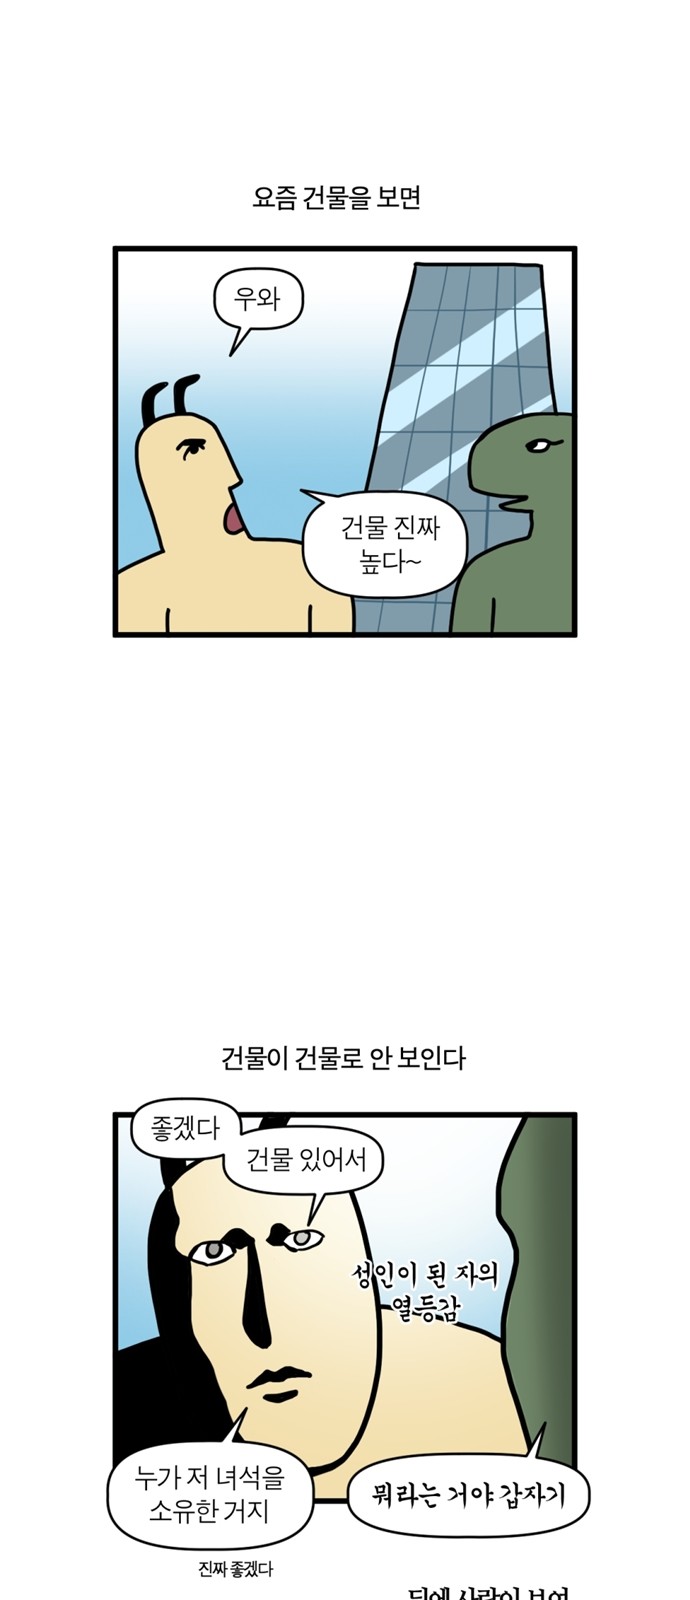 요즘 건물을 보면
우와
건물 진짜
높다~
건물이 건물로 안 보인다
좋겠다
건물 있어서
성인이 된 자의
열등감
누가 저 녀석을
소유한 거지
뭐라는 거야 갑자기
진짜 좋겠다